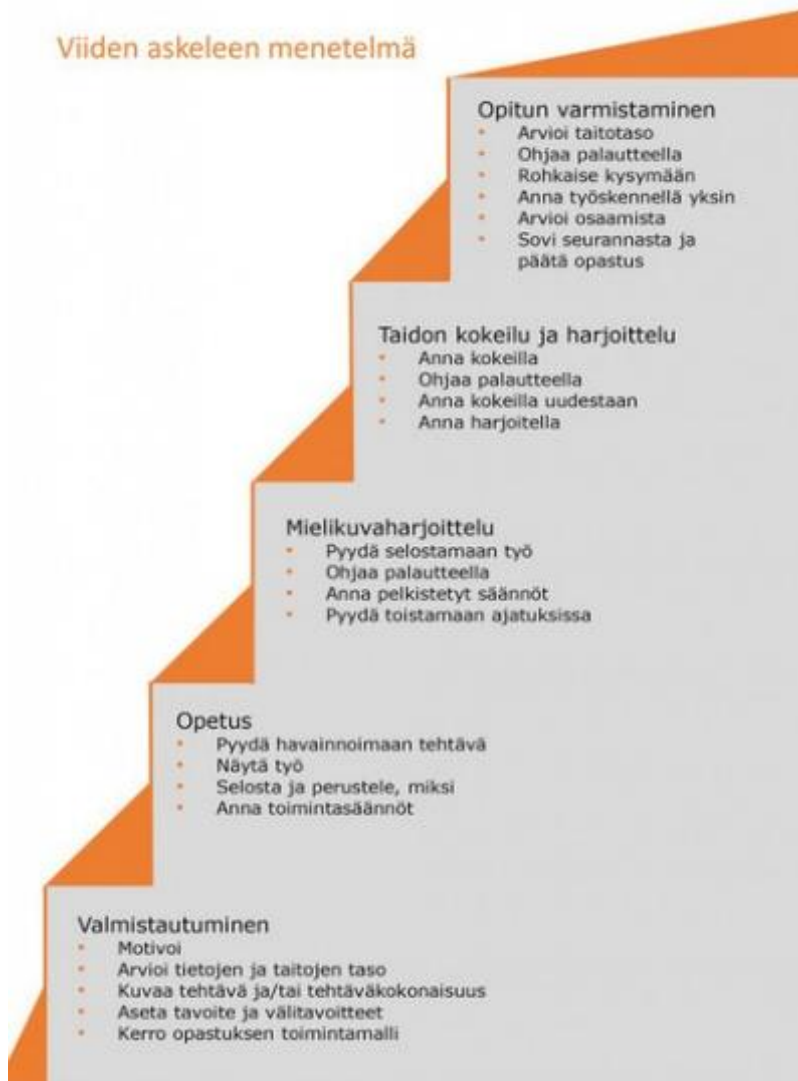 Viiden askeleen menetelmä
Opitun varmistaminen
• Arvioi taitotaso
• Ohjaa palautteella
• Rohkaise kysymään
• Anna työskennellä yksin
• Arvioi osaamista
• Sovi seurannasta ja
päätä opastus
Taidon kokeilu ja harjoittelu
• Anna kokeilla
• Ohjaa palautteella
• Anna kokeilla uudestaan
• Anna harjoitella
Mielikuvaharjoittelu
• Pyydä selostamaan työ
• Ohjaa palautteella
• Anna pelkistetyt säännöt
• Pyydä toistamaan ajatuksissa
Opetus
• Pyydä havainnoimaan tehtävä
• Näytä työ
• Selosta ja perustele, miksi
• Anna toimintasäännöt
Valmistautuminen
• Motivoi
• Arvioi tietojen ja taitojen taso
• Kuvaa tehtävä ja/tai tehtäväkokonaisuus
• Aseta tavoite ja välitavoitteet
• Kerro opastuksen toimintamalli